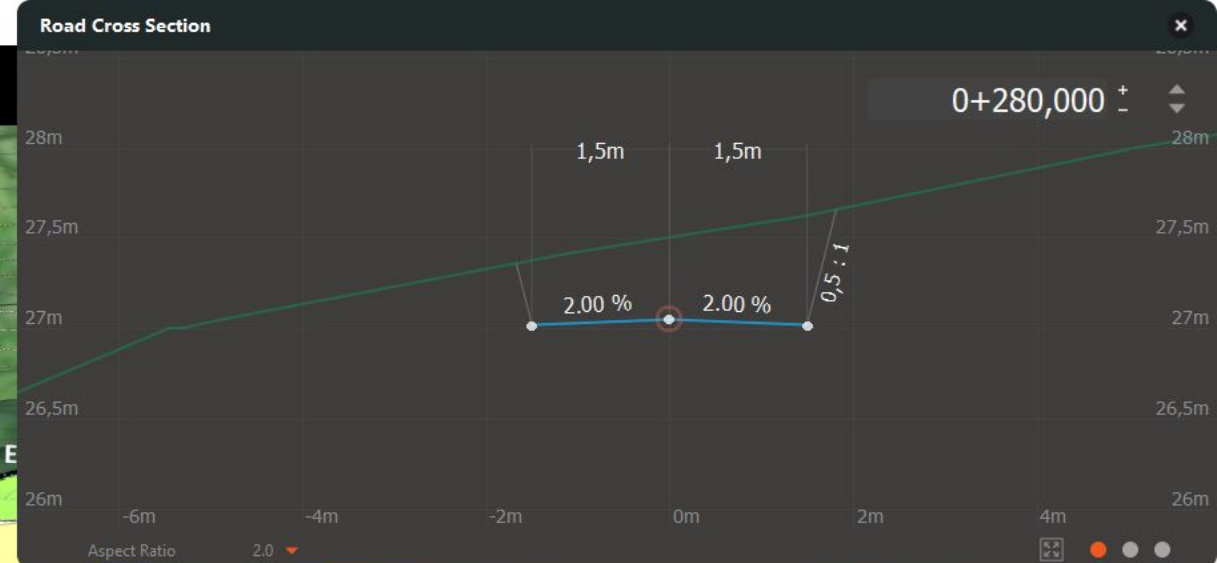 Road Cross Section
0+280,000 + −
28m 28m
1,5m 1,5m
27,5m 27,5m
0,5 : 1
2.00 % 2.00 %
27m 27m
26,5m 26,5m
E
26m 26m
-6m -4m -2m 0m 2m 4m
Aspect Ratio 2.0